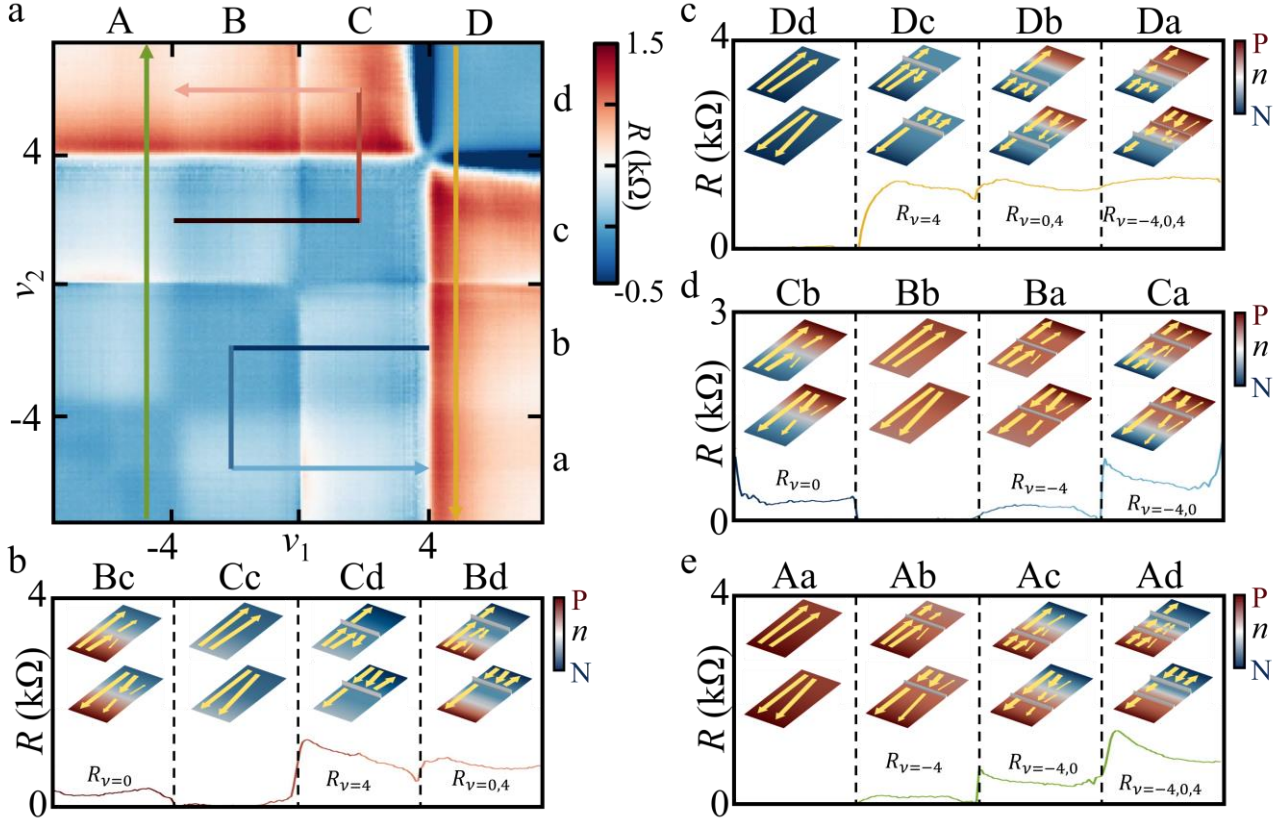 a
A B C D
1.5
R (kΩ)
-0.5
4
-4
ν₂
d
c
b
a
-4 ν₁ 4
b
Bc Cc Cd Bd
4
0
R (kΩ)
Rν=0
Rν=4
Rν=0,4
P
n
N
c
Dd Dc Db Da
4
0
R (kΩ)
Rν=4
Rν=0,4
Rν=-4,0,4
P
n
N
d
Cb Bb Ba Ca
3
0
R (kΩ)
Rν=0
Rν=-4
Rν=-4,0
P
n
N
e
Aa Ab Ac Ad
4
0
R (kΩ)
Rν=-4
Rν=-4,0
Rν=-4,0,4
P
n
N